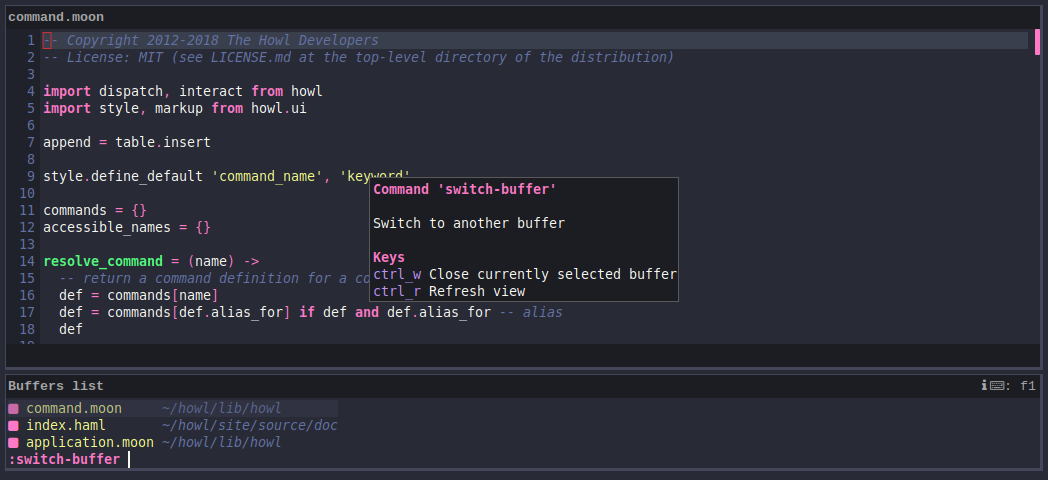 command.moon
1 -- Copyright 2012-2018 The Howl Developers
2 -- License: MIT (see LICENSE.md at the top-level directory of the distribution)
3
4 import dispatch, interact from howl
5 import style, markup from howl.ui
6
7 append = table.insert
8
9 style.define_default 'command_name', 'keyword'
10
11 commands = {}
12 accessible_names = {}
13
14 resolve_command = (name) ->
15 -- return a command definition for a co
16 def = commands[name]
17 def = commands[def.alias_for] if def and def.alias_for -- alias
18 def
Command 'switch-buffer'
Switch to another buffer
Keys
ctrl_w Close currently selected buffer
ctrl_r Refresh view
Buffers list
: f1
command.moon ~/howl/lib/howl
index.haml ~/howl/site/source/doc
application.moon ~/howl/lib/howl
:switch-buffer